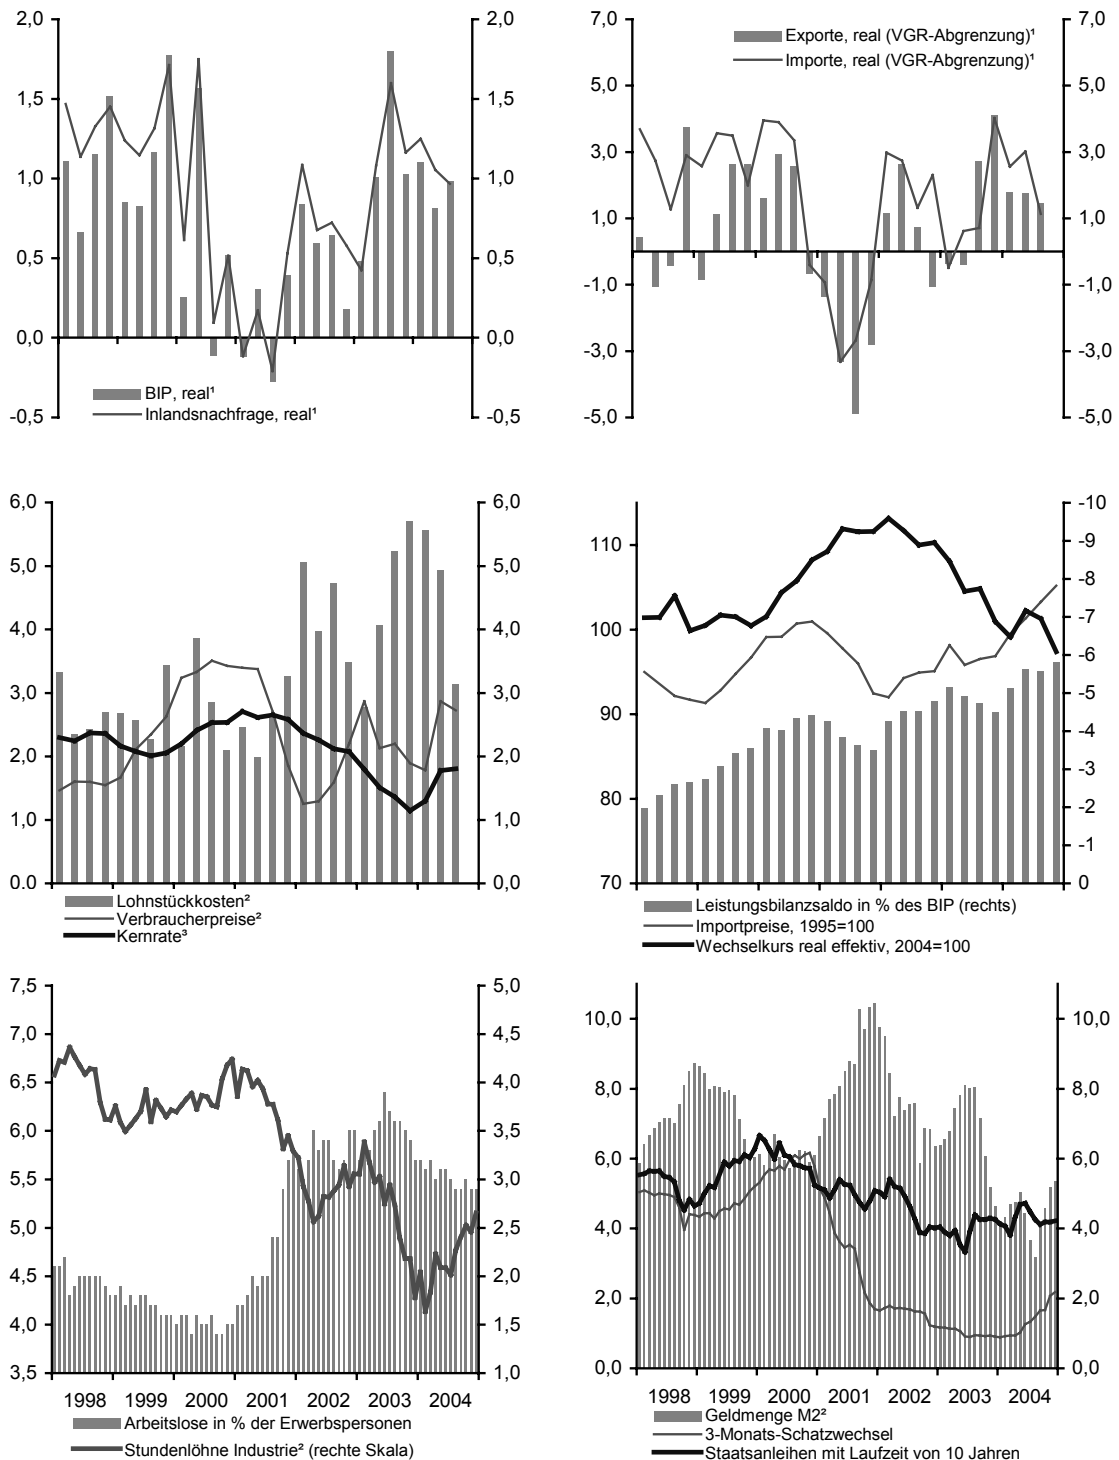 2,0 2,0
1,5 1,5
1,0 1,0
0,5 0,5
0,0 0,0
BIP, real¹
Inlandsnachfrage, real¹
-0,5 -0,5
7,0 7,0
Exporte, real (VGR-Abgrenzung)¹
Importe, real (VGR-Abgrenzung)¹
5,0 5,0
3,0 3,0
1,0 1,0
-1,0 -1,0
-3,0 -3,0
-5,0 -5,0
6,0 6,0
5,0 5,0
4,0 4,0
3,0 3,0
2,0 2,0
1,0 1,0
0.0 0,0
Lohnstückkosten²
Verbraucherpreise²
Kernrate³
-10
110 -9
-8
100 -7
-6
-5
90 -4
-3
80 -2
-1
70 0
Leistungsbilanzsaldo in % des BIP (rechts)
Importpreise, 1995=100
Wechselkurs real effektiv, 2004=100
7,5 5,0
7,0 4,5
6,5 4,0
6,0 3,5
5,5 3,0
5,0 2,5
4,5 2,0
4,0 1,5
3,5 1,0
1998 1999 2000 2001 2002 2003 2004
Arbeitslose in % der Erwerbspersonen
Stundenlöhne Industrie² (rechte Skala)
10,0 10,0
8,0 8,0
6,0 6,0
4,0 4,0
2,0 2,0
0,0 0,0
1998 1999 2000 2001 2002 2003 2004
Geldmenge M2²
3-Monats-Schatzwechsel
Staatsanleihen mit Laufzeit von 10 Jahren